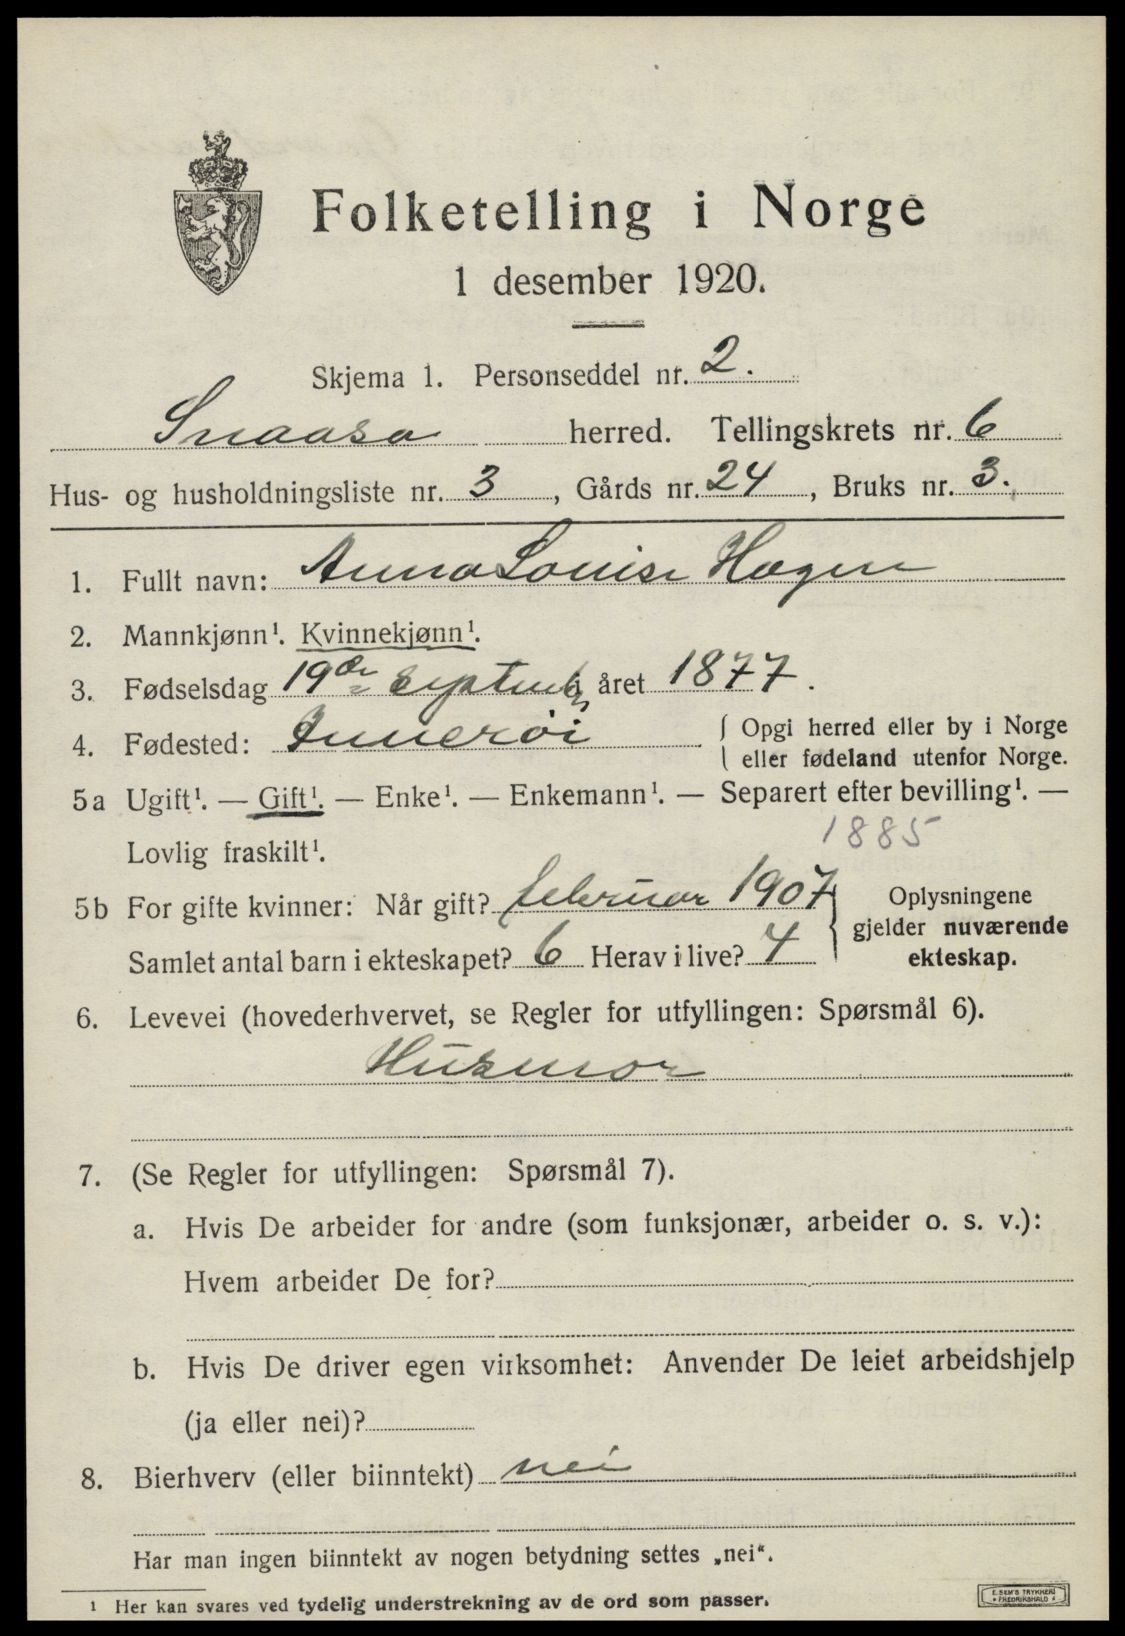 Folketelling i Norge
1 desember 1920.
Skjema 1. Personseddel nr. 2.
Snaasa herred. Tellingskrets nr. 6
Hus- og husholdningsliste nr. 3, Gårds nr. 24, Bruks nr. 3.
1. Fullt navn: Anna Louise Hagen
2. Mannkjønn¹. Kvinnekjønn¹.
3. Fødselsdag 19de Septemb i året 1877.
4. Fødested: Inderøi { Opgi herred eller by i Norge
eller fødeland utenfor Norge.
5a Ugift¹. — Gift¹. — Enke¹. — Enkemann¹. — Separert efter bevilling¹. —
Lovlig fraskilt¹. 1885
5b For gifte kvinner: Når gift? februar 1907 } Oplysningene
gjelder nuværende
Samlet antal barn i ekteskapet? 6 Herav i live? 4 ekteskap.
6. Levevei (hovederhvervet, se Regler for utfyllingen: Spørsmål 6).
Husmor
7. (Se Regler for utfyllingen: Spørsmål 7).
a. Hvis De arbeider for andre (som funksjonær, arbeider o. s. v.):
Hvem arbeider De for?
b. Hvis De driver egen virksomhet: Anvender De leiet arbeidshjelp
(ja eller nei)?
8. Bierhverv (eller biinntekt) nei
Har man ingen biinntekt av nogen betydning settes „nei“.
¹ Her kan svares ved tydelig understrekning av de ord som passer.
E. SEM'S TRYKKERI
• FREDRIKSHALD •